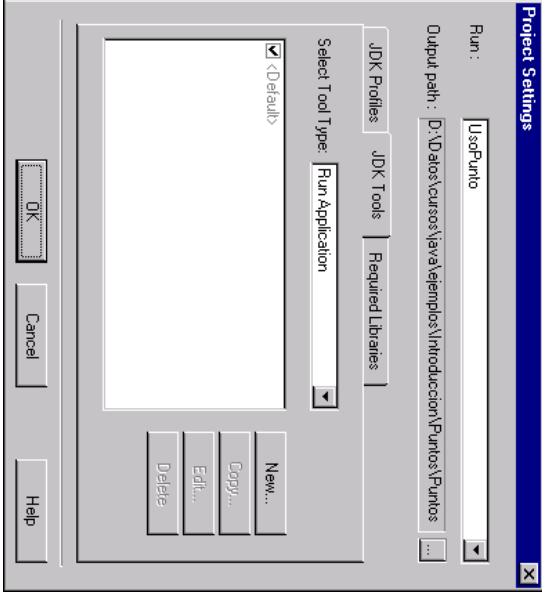 Project Settings
Run :
UsoPunto
Output path :
D:\Datos\cursos\java\ejemplos\Introduccion\Puntos\Puntos
...
JDK Profiles
JDK Tools
Required Libraries
Select Tool Type:
Run Application
<Default>
New...
Copy...
Edit...
Delete
OK
Cancel
Help